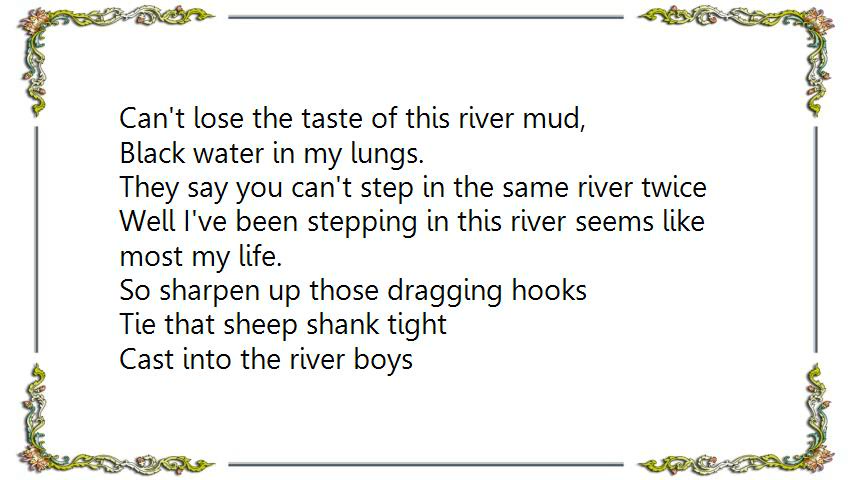 Can't lose the taste of this river mud,
Black water in my lungs.
They say you can't step in the same river twice
Well I've been stepping in this river seems like
most my life.
So sharpen up those dragging hooks
Tie that sheep shank tight
Cast into the river boys